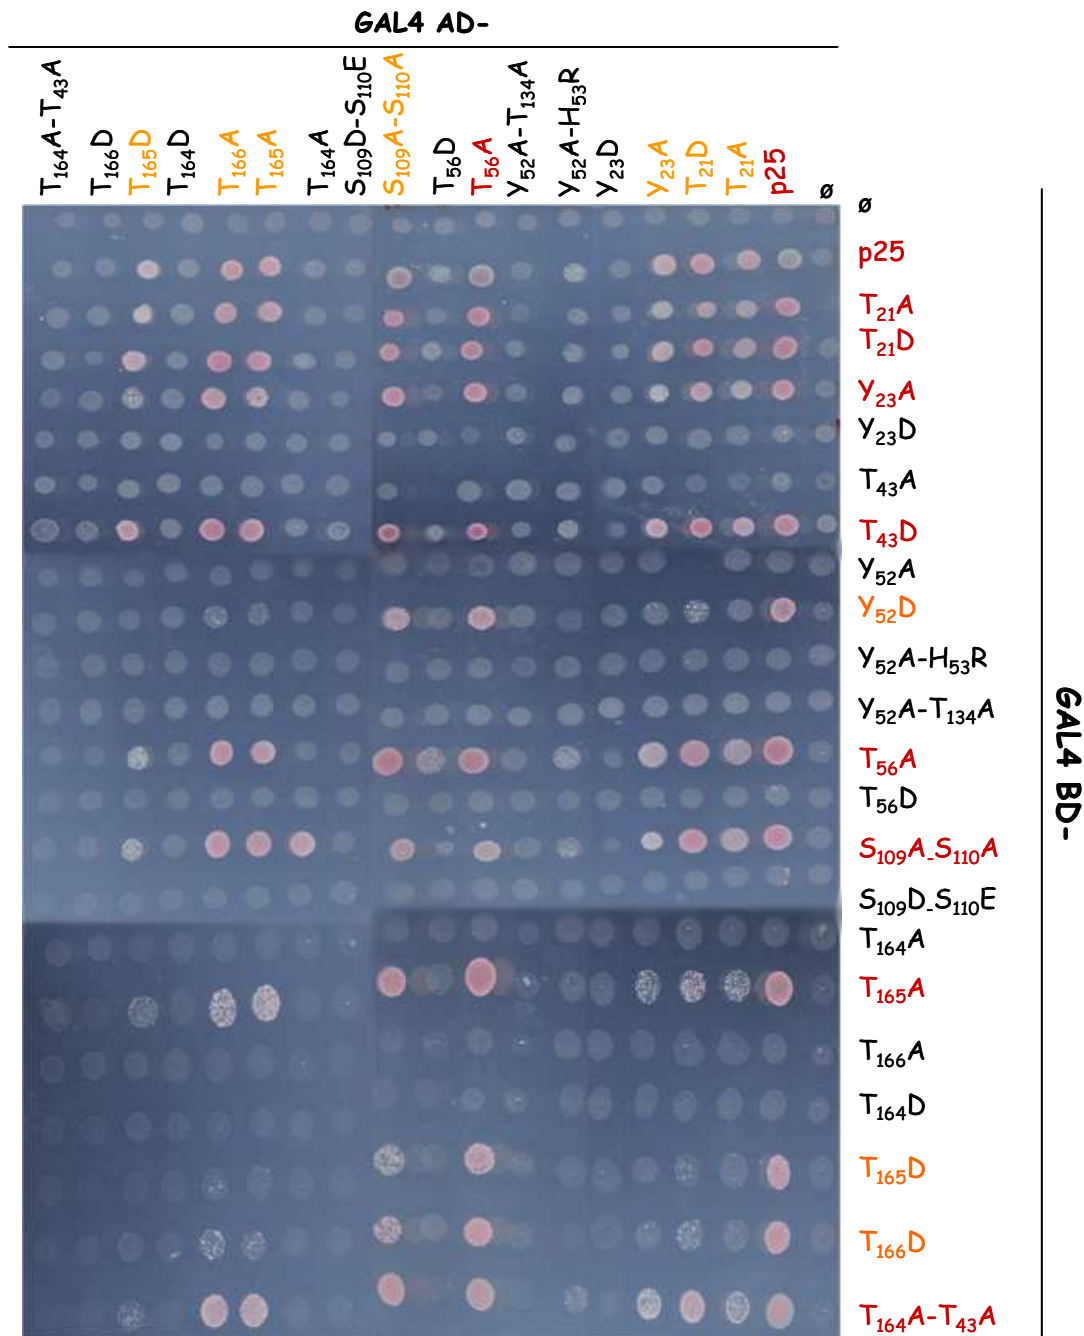 GAL4 AD-
T164A-T43A
T166D
T165D
T164D
T166A
T165A
T164A
S109D-S110E
S109A-S110A
T56D
T56A
Y52A-T134A
Y52A-H53R
Y23D
Y23A
T21D
T21A
p25
ø
ø
p25
T21A
T21D
Y23A
Y23D
T43A
T43D
Y52A
Y52D
Y52A-H53R
Y52A-T134A
T56A
T56D
S109A-S110A
S109D-S110E
T164A
T165A
T166A
T164D
T165D
T166D
T164A-T43A
GAL4 BD-